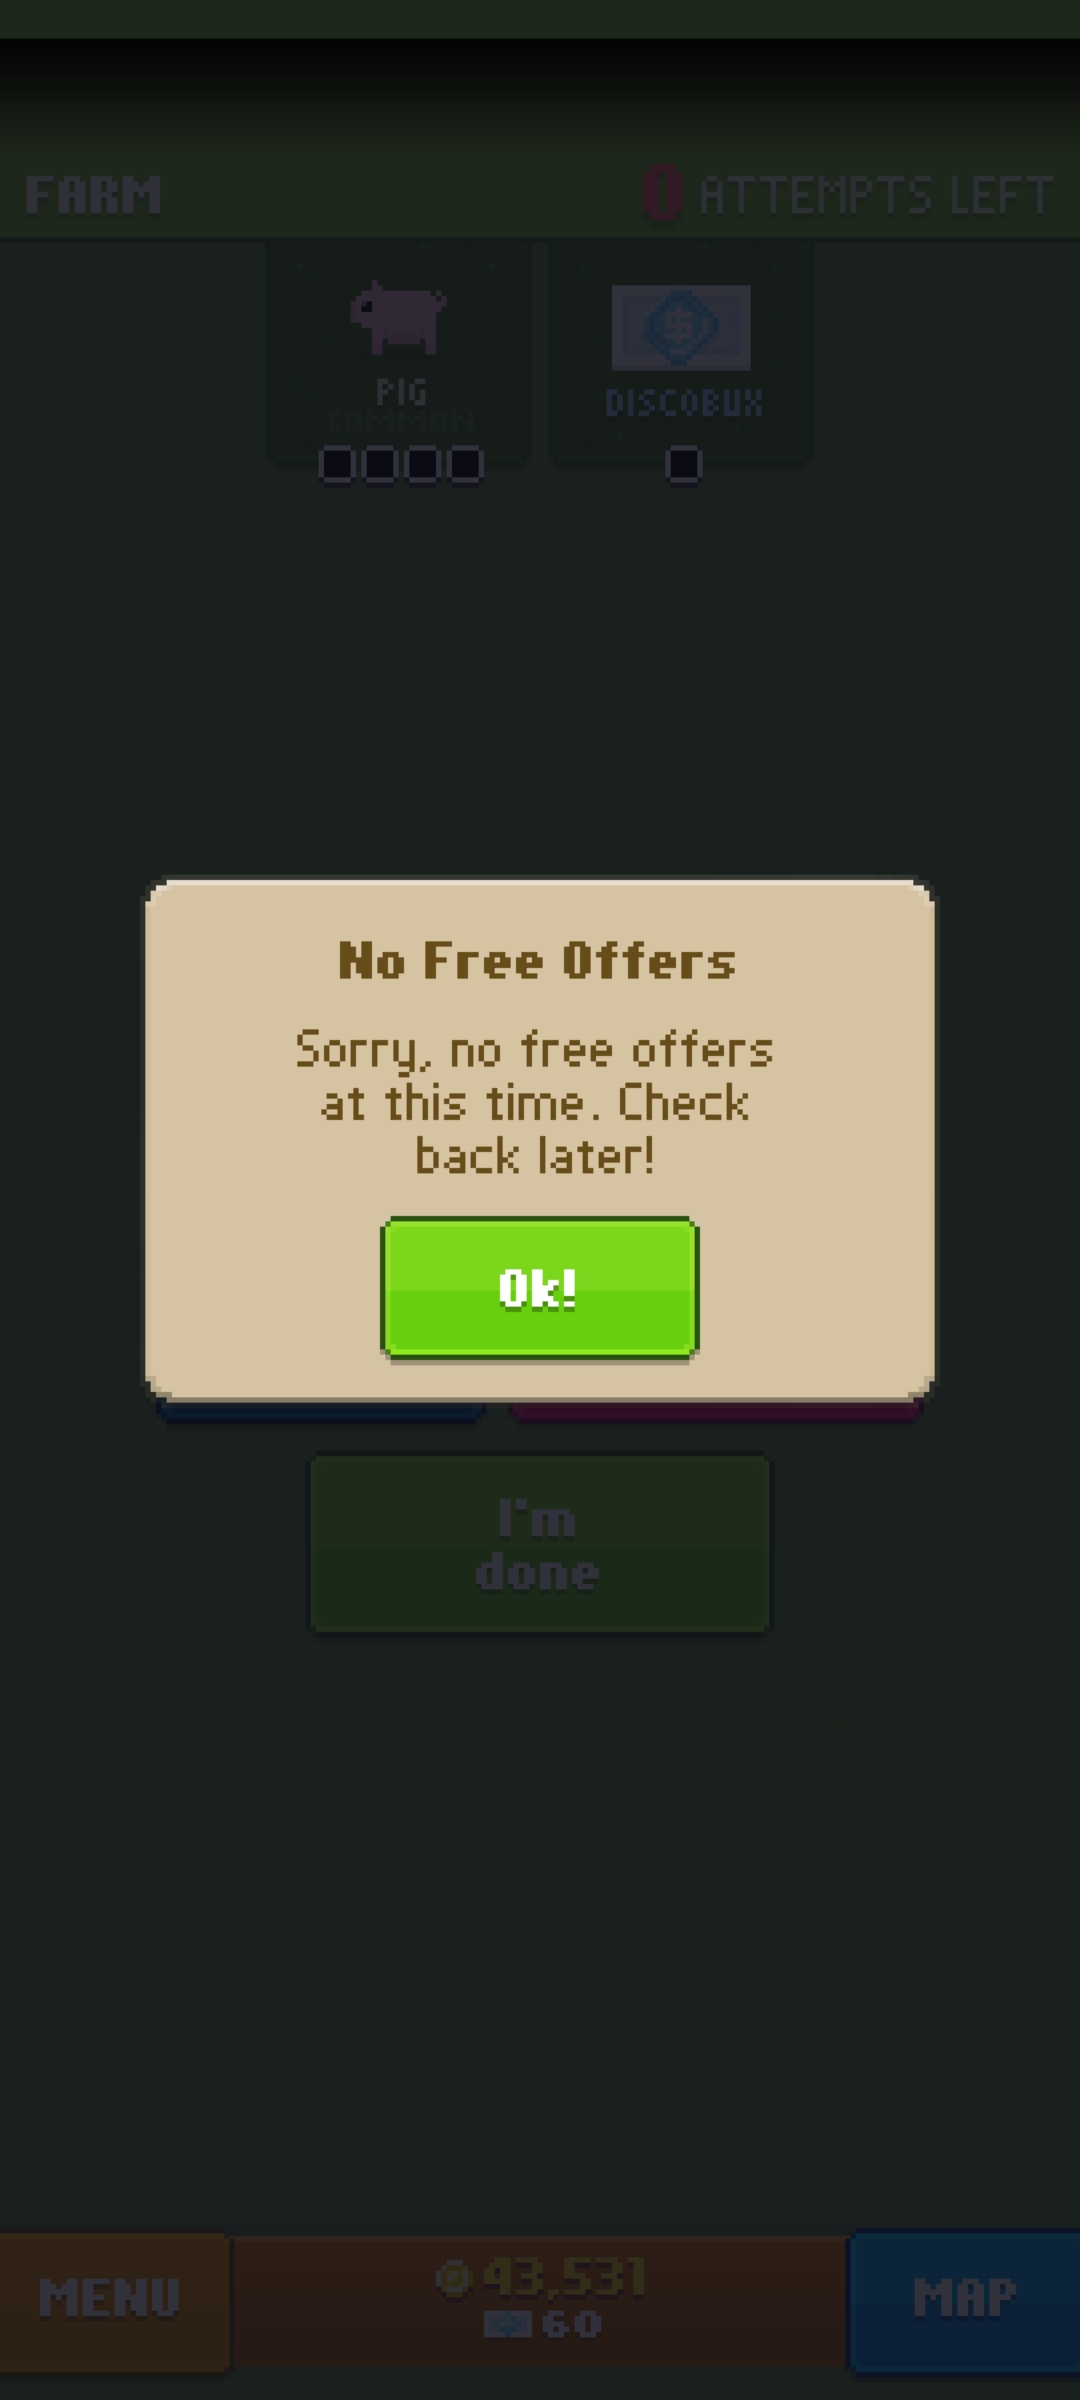 FARM
0 ATTEMPTS LEFT
PIG
COMMON
DISCOBUX
No Free Offers
Sorry, no free offers
at this time. Check
back later!
Ok!
I'm
done
MENU
43,531
60
MAP